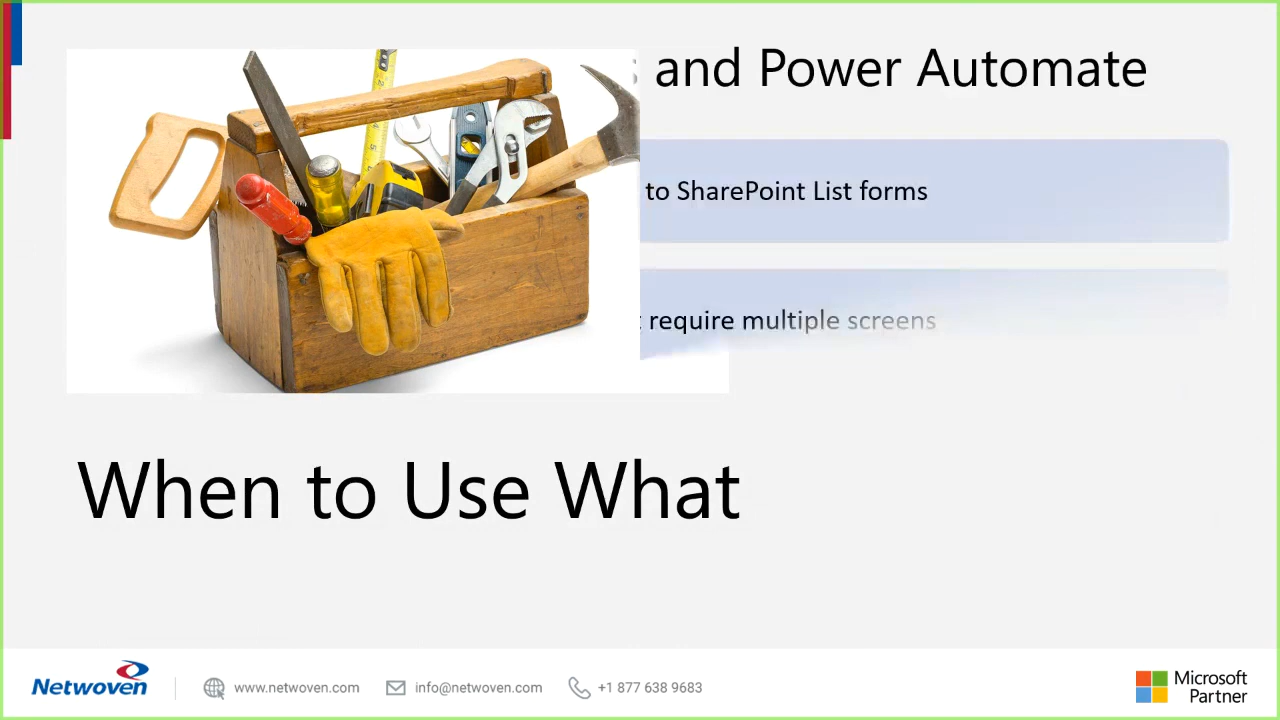 and Power Automate
to SharePoint List forms
require multiple screens
When to Use What
Netwoven
www.netwoven.com
info@netwoven.com
+1 877 638 9683
Microsoft
Partner